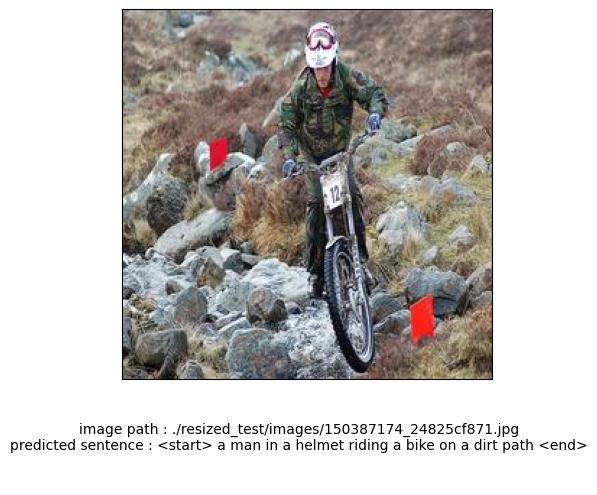 12
image path : ./resized_test/images/150387174_24825cf871.jpg
predicted sentence : <start> a man in a helmet riding a bike on a dirt path <end>